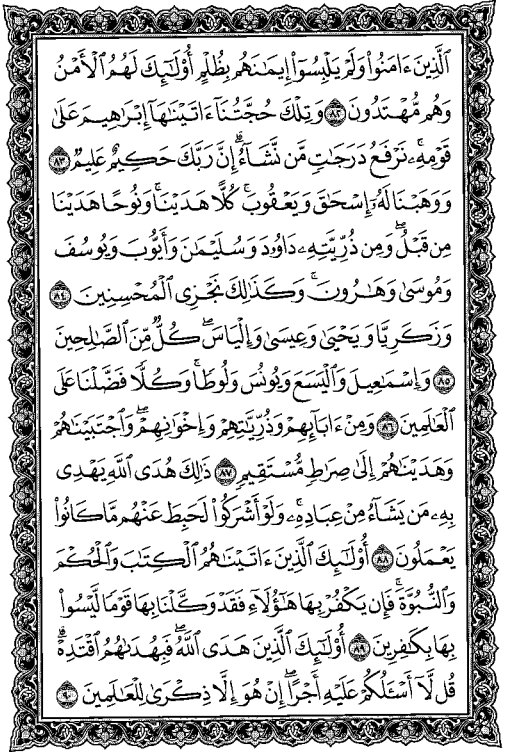 ٱلَّذِينَ ءَامَنُوا۟ وَلَمْ يَلْبِسُوٓا۟ إِيمَٰنَهُم بِظُلْمٍ أُو۟لَٰٓئِكَ لَهُمُ ٱلْأَمْنُ
وَهُم مُّهْتَدُونَ ٨٢ وَتِلْكَ حُجَّتُنَآ ءَاتَيْنَٰهَآ إِبْرَٰهِيمَ عَلَىٰ
قَوْمِهِۦ ۚ نَرْفَعُ دَرَجَٰتٍ مَّن نَّشَآءُ ۗ إِنَّ رَبَّكَ حَكِيمٌ عَلِيمٌ ٨٣
وَوَهَبْنَا لَهُۥٓ إِسْحَٰقَ وَيَعْقُوبَ ۚ كُلًّا هَدَيْنَا ۚ وَنُوحًا هَدَيْنَا
مِن قَبْلُ ۖ وَمِن ذُرِّيَّتِهِۦ دَاوُۥدَ وَسُلَيْمَٰنَ وَأَيُّوبَ وَيُوسُفَ
وَمُوسَىٰ وَهَٰرُونَ ۚ وَكَذَٰلِكَ نَجْزِى ٱلْمُحْسِنِينَ ٨٤
وَزَكَرِيَّا وَيَحْيَىٰ وَعِيسَىٰ وَإِلْيَاسَ ۖ كُلٌّ مِّنَ ٱلصَّٰلِحِينَ
٨٥ وَإِسْمَٰعِيلَ وَٱلْيَسَعَ وَيُونُسَ وَلُوطًا ۚ وَكُلًّا فَضَّلْنَا عَلَى
ٱلْعَٰلَمِينَ ٨٦ وَمِنْ ءَابَآئِهِمْ وَذُرِّيَّٰتِهِمْ وَإِخْوَٰنِهِمْ ۖ وَٱجْتَبَيْنَٰهُمْ
وَهَدَيْنَٰهُمْ إِلَىٰ صِرَٰطٍ مُّسْتَقِيمٍ ٨٧ ذَٰلِكَ هُدَى ٱللَّهِ يَهْدِى
بِهِۦ مَن يَشَآءُ مِنْ عِبَادِهِۦ ۚ وَلَوْ أَشْرَكُوا۟ لَحَبِطَ عَنْهُم مَّا كَانُوا۟
يَعْمَلُونَ ٨٨ أُو۟لَٰٓئِكَ ٱلَّذِينَ ءَاتَيْنَٰهُمُ ٱلْكِتَٰبَ وَٱلْحُكْمَ
وَٱلنُّبُوَّةَ ۚ فَإِن يَكْفُرْ بِهَا هَٰٓؤُلَآءِ فَقَدْ وَكَّلْنَا بِهَا قَوْمًا لَّيْسُوا۟
بِهَا بِكَٰفِرِينَ ٨٩ أُو۟لَٰٓئِكَ ٱلَّذِينَ هَدَى ٱللَّهُ ۖ فَبِهُدَىٰهُمُ ٱقْتَدِهْ ۗ
قُل لَّآ أَسْـَٔلُكُمْ عَلَيْهِ أَجْرًا ۖ إِنْ هُوَ إِلَّا ذِكْرَىٰ لِلْعَٰلَمِينَ ٩٠